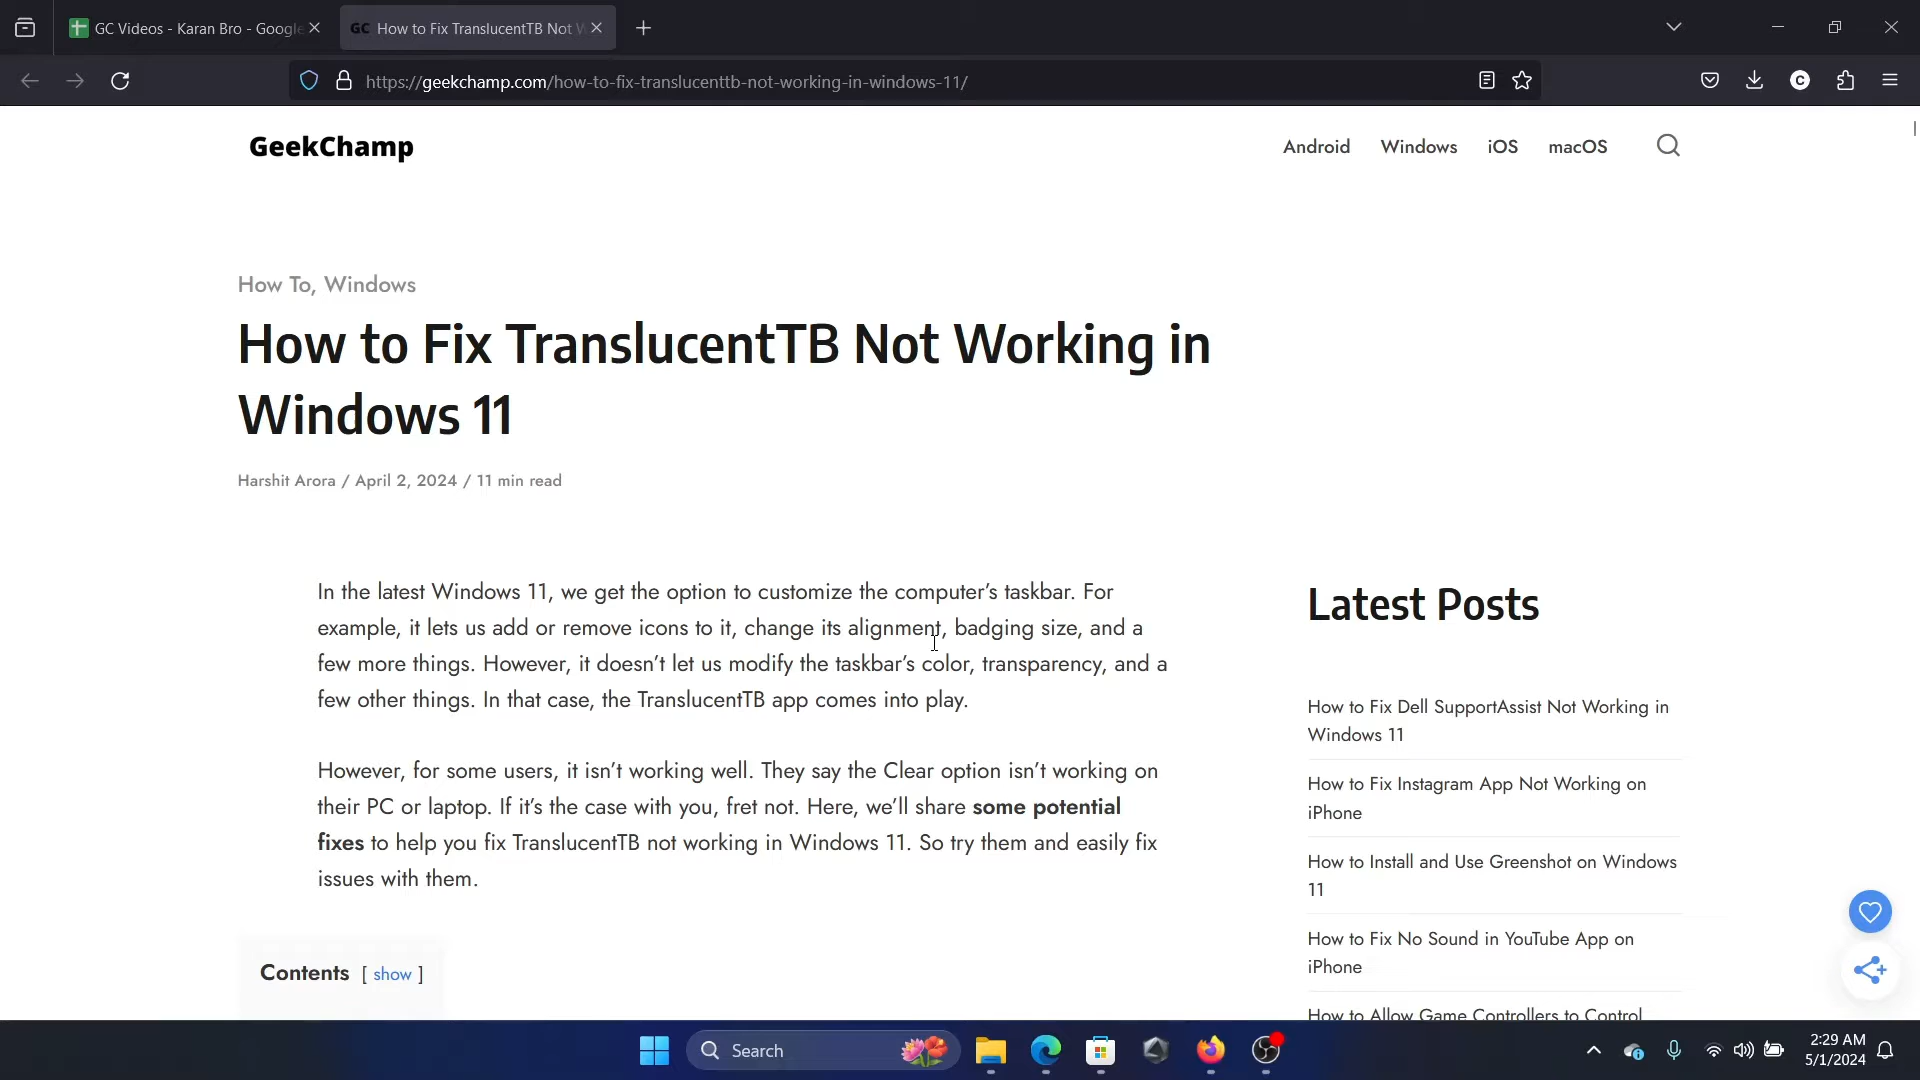 GC Videos - Karan Bro - Google
GC How to Fix TranslucentTB Not W
https://geekchamp.com/how-to-fix-translucenttb-not-working-in-windows-11/
C
GeekChamp
Android Windows iOS macOS
How To, Windows
How to Fix TranslucentTB Not Working in
Windows 11
Harshit Arora / April 2, 2024 / 11 min read
In the latest Windows 11, we get the option to customize the computer’s taskbar. For
example, it lets us add or remove icons to it, change its alignment, badging size, and a
few more things. However, it doesn’t let us modify the taskbar’s color, transparency, and a
few other things. In that case, the TranslucentTB app comes into play.
However, for some users, it isn’t working well. They say the Clear option isn’t working on
their PC or laptop. If it’s the case with you, fret not. Here, we’ll share some potential
fixes to help you fix TranslucentTB not working in Windows 11. So try them and easily fix
issues with them.
Contents [ show ]
Latest Posts
How to Fix Dell SupportAssist Not Working in
Windows 11
How to Fix Instagram App Not Working on
iPhone
How to Install and Use Greenshot on Windows
11
How to Fix No Sound in YouTube App on
iPhone
How to Allow Game Controllers to Control
Search
2:29 AM
5/1/2024